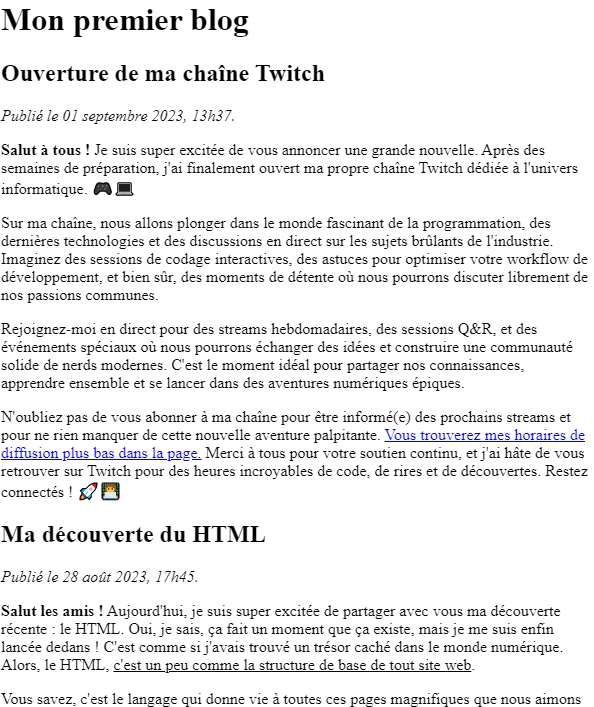 Mon premier blog
Ouverture de ma chaîne Twitch
Publié le 01 septembre 2023, 13h37.
Salut à tous ! Je suis super excitée de vous annoncer une grande nouvelle. Après des
semaines de préparation, j'ai finalement ouvert ma propre chaîne Twitch dédiée à l'univers
informatique. 🎮💻
Sur ma chaîne, nous allons plonger dans le monde fascinant de la programmation, des
dernières technologies et des discussions en direct sur les sujets brûlants de l'industrie.
Imaginez des sessions de codage interactives, des astuces pour optimiser votre workflow de
développement, et bien sûr, des moments de détente où nous pourrons discuter librement de
nos passions communes.
Rejoignez-moi en direct pour des streams hebdomadaires, des sessions Q&R, et des
événements spéciaux où nous pourrons échanger des idées et construire une communauté
solide de nerds modernes. C'est le moment idéal pour partager nos connaissances,
apprendre ensemble et se lancer dans des aventures numériques épiques.
N'oubliez pas de vous abonner à ma chaîne pour être informé(e) des prochains streams et
pour ne rien manquer de cette nouvelle aventure palpitante. Vous trouverez mes horaires de
diffusion plus bas dans la page. Merci à tous pour votre soutien continu, et j'ai hâte de vous
retrouver sur Twitch pour des heures incroyables de code, de rires et de découvertes. Restez
connectés ! 🚀👩‍💻
Ma découverte du HTML
Publié le 28 août 2023, 17h45.
Salut les amis ! Aujourd'hui, je suis super excitée de partager avec vous ma découverte
récente : le HTML. Oui, je sais, ça fait un moment que ça existe, mais je me suis enfin
lancée dedans ! C'est comme si j'avais trouvé un trésor caché dans le monde numérique.
Alors, le HTML, c'est un peu comme la structure de base de tout site web.
Vous savez, c'est le langage qui donne vie à toutes ces pages magnifiques que nous aimons